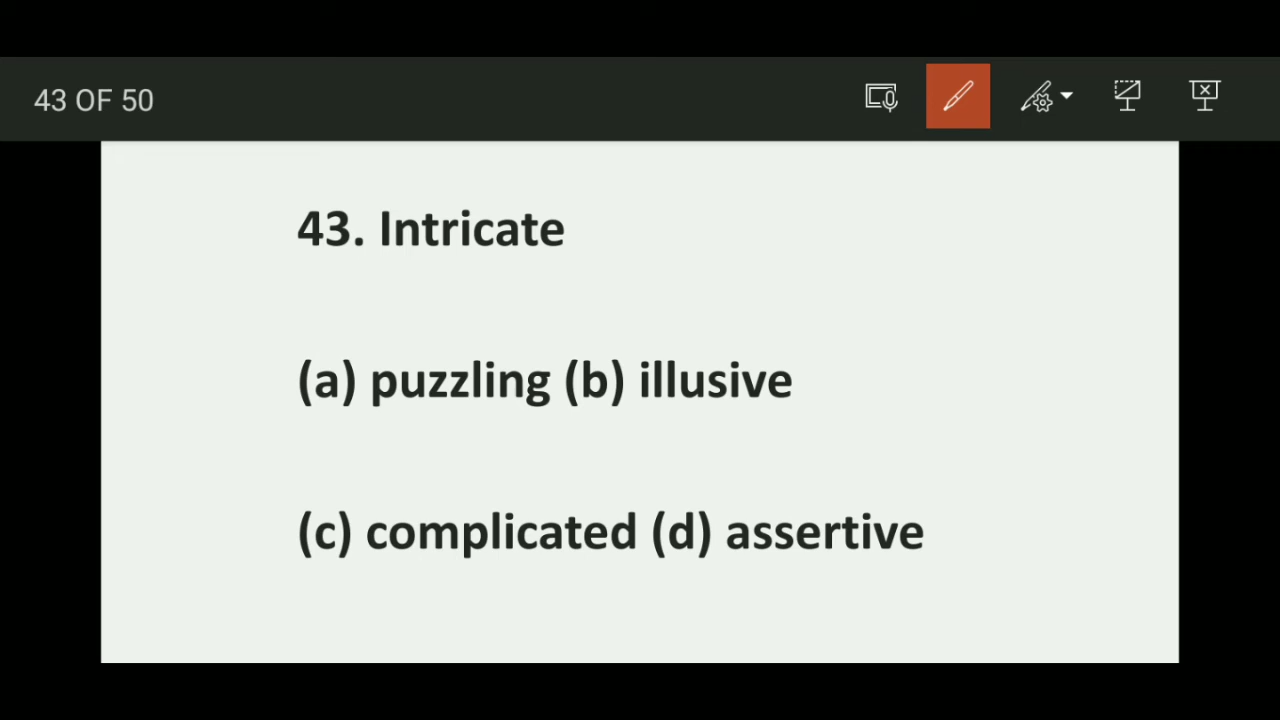 43 OF 50
43. Intricate
(a) puzzling (b) illusive
(c) complicated (d) assertive